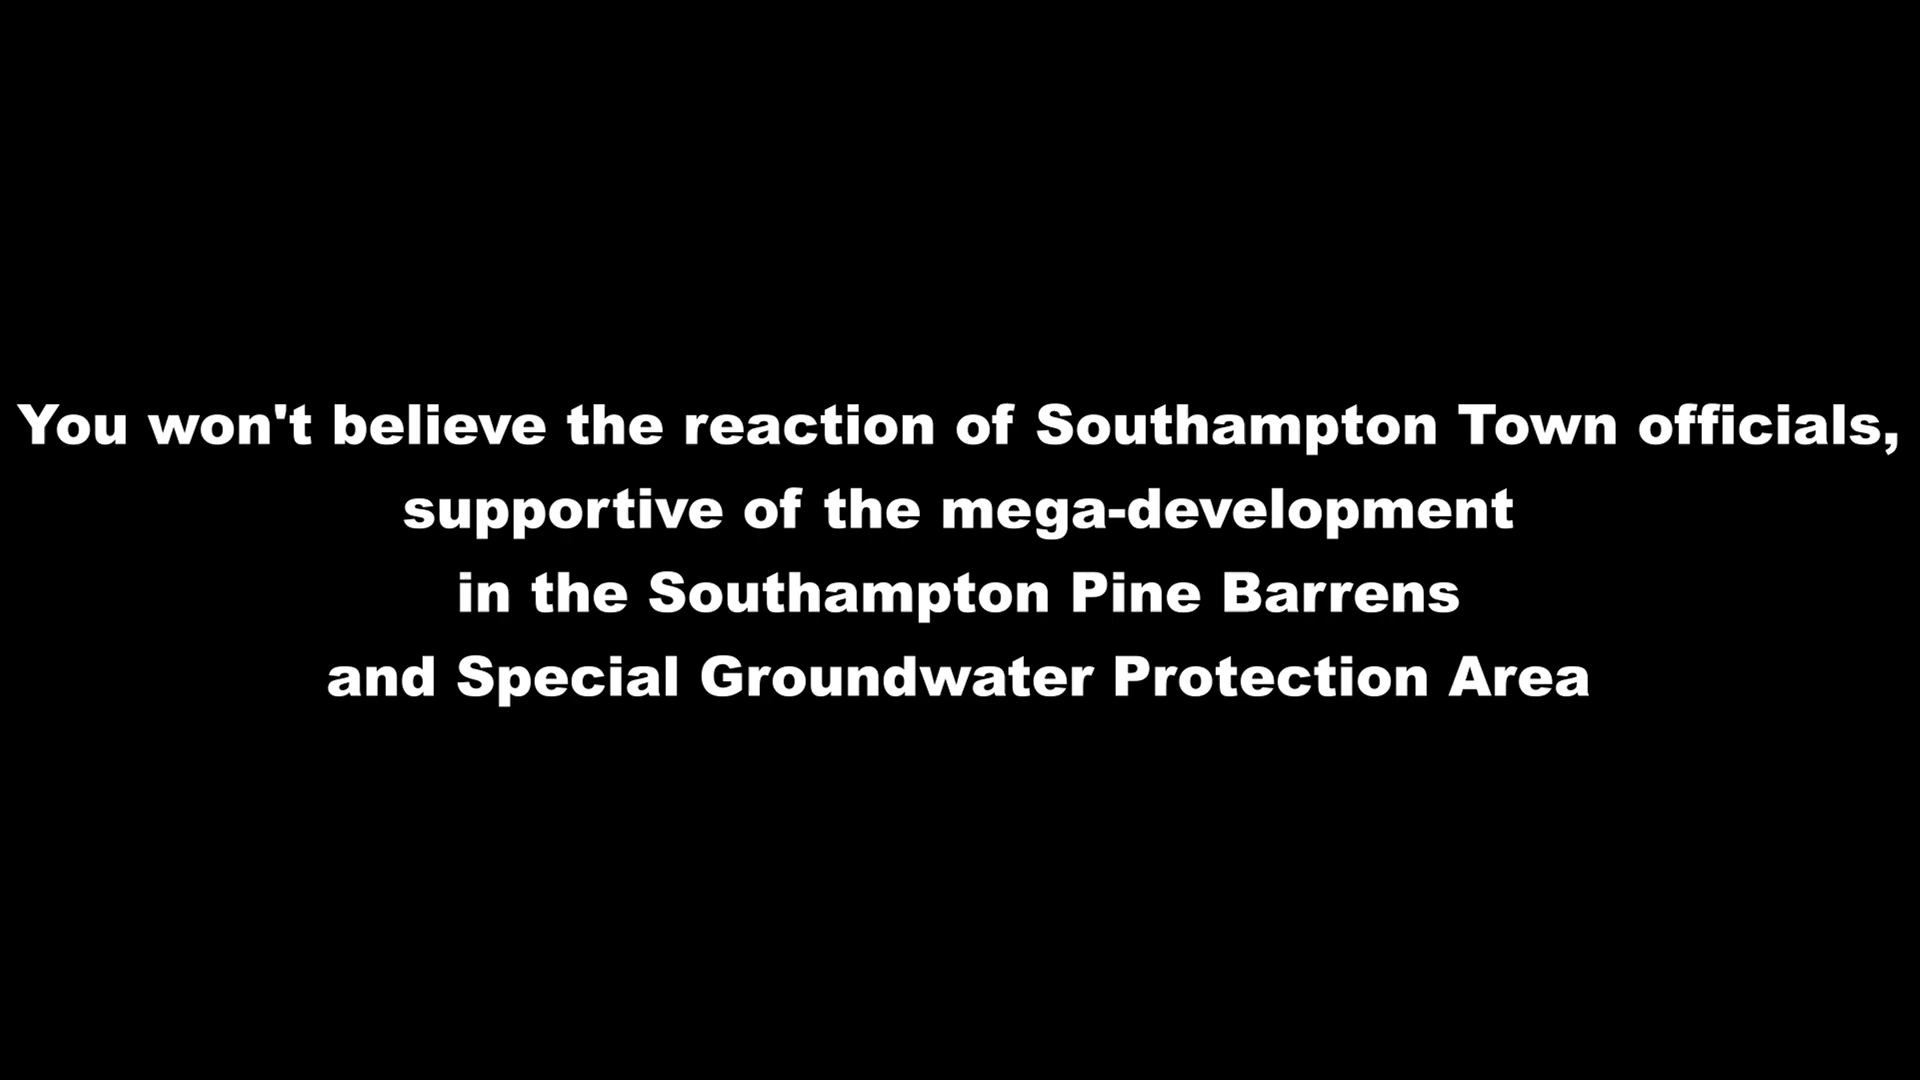 You won't believe the reaction of Southampton Town officials,
supportive of the mega-development
in the Southampton Pine Barrens
and Special Groundwater Protection Area